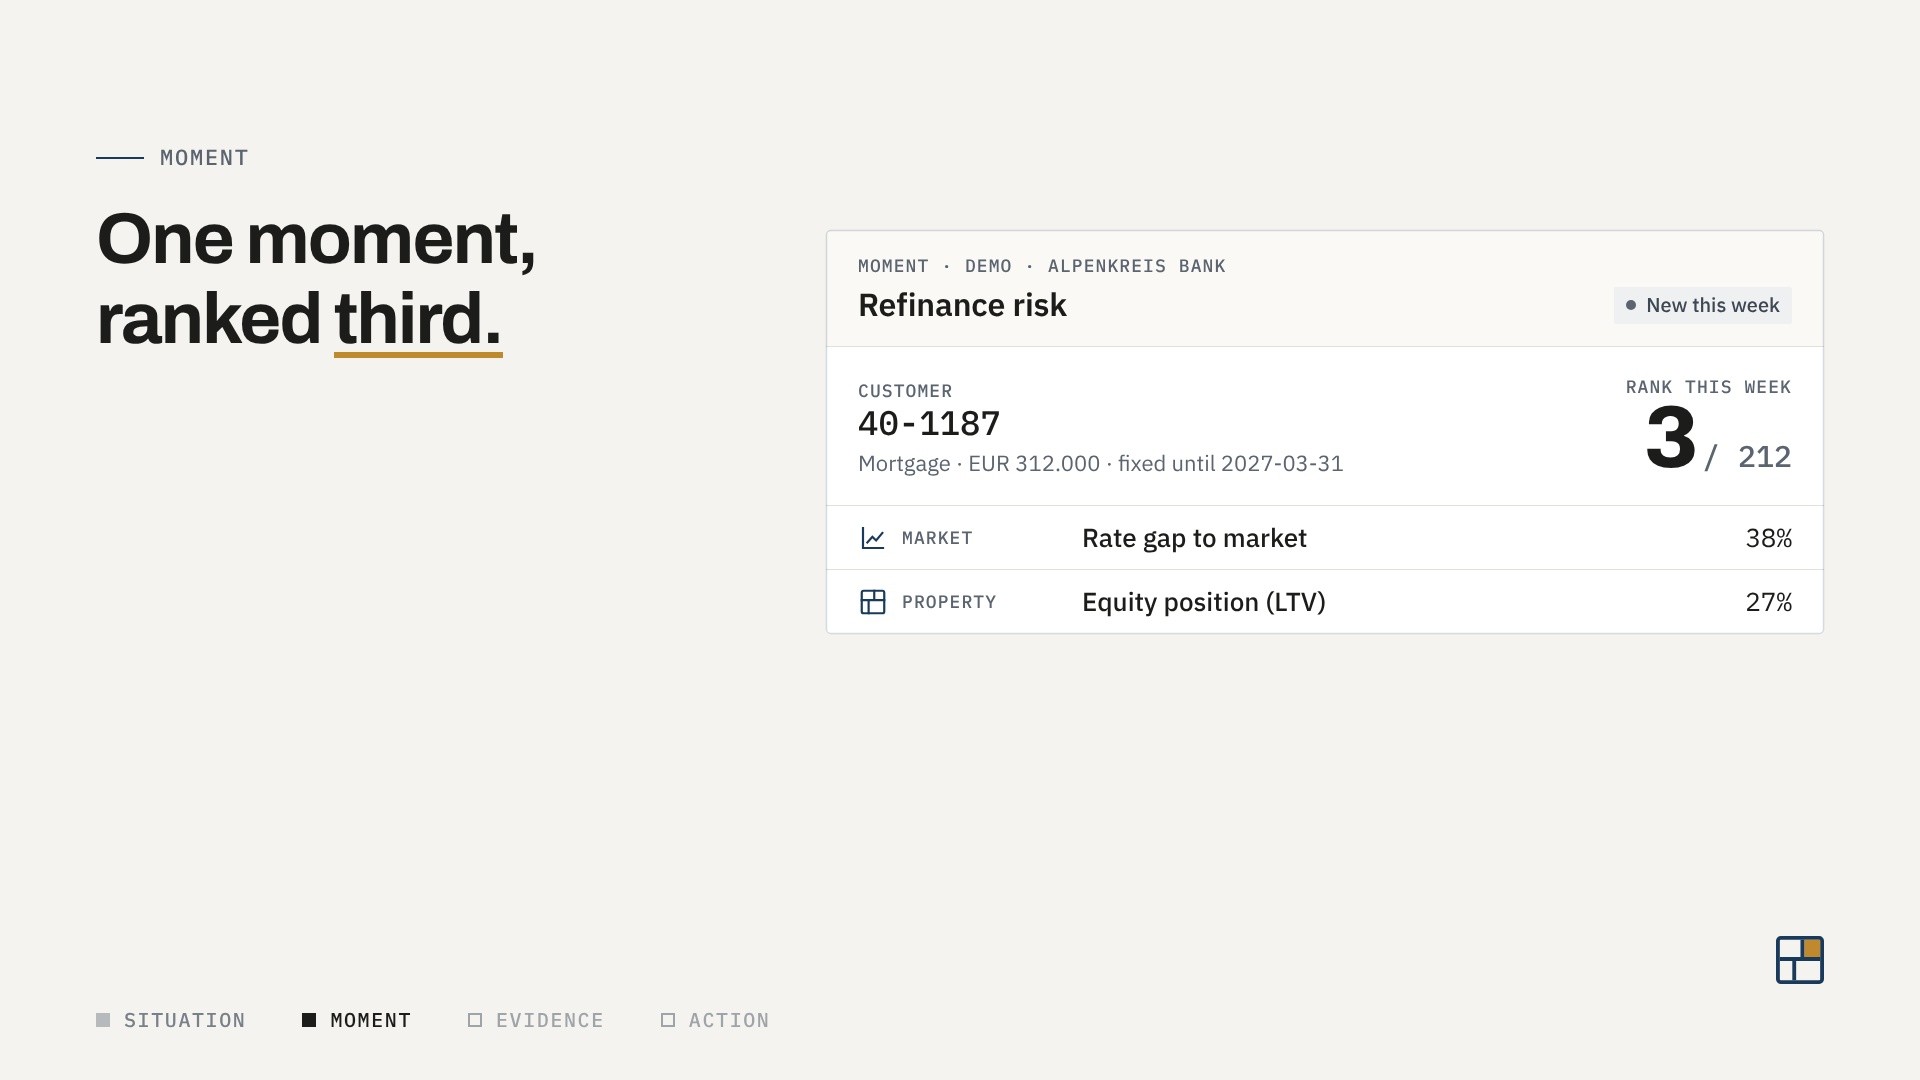 MOMENT
One moment,
ranked third.
MOMENT · DEMO · ALPENKREIS BANK
Refinance risk
New this week
CUSTOMER
40-1187
Mortgage · EUR 312.000 · fixed until 2027-03-31
RANK THIS WEEK
3 / 212
MARKET Rate gap to market 38%
PROPERTY Equity position (LTV) 27%
SITUATION MOMENT EVIDENCE ACTION